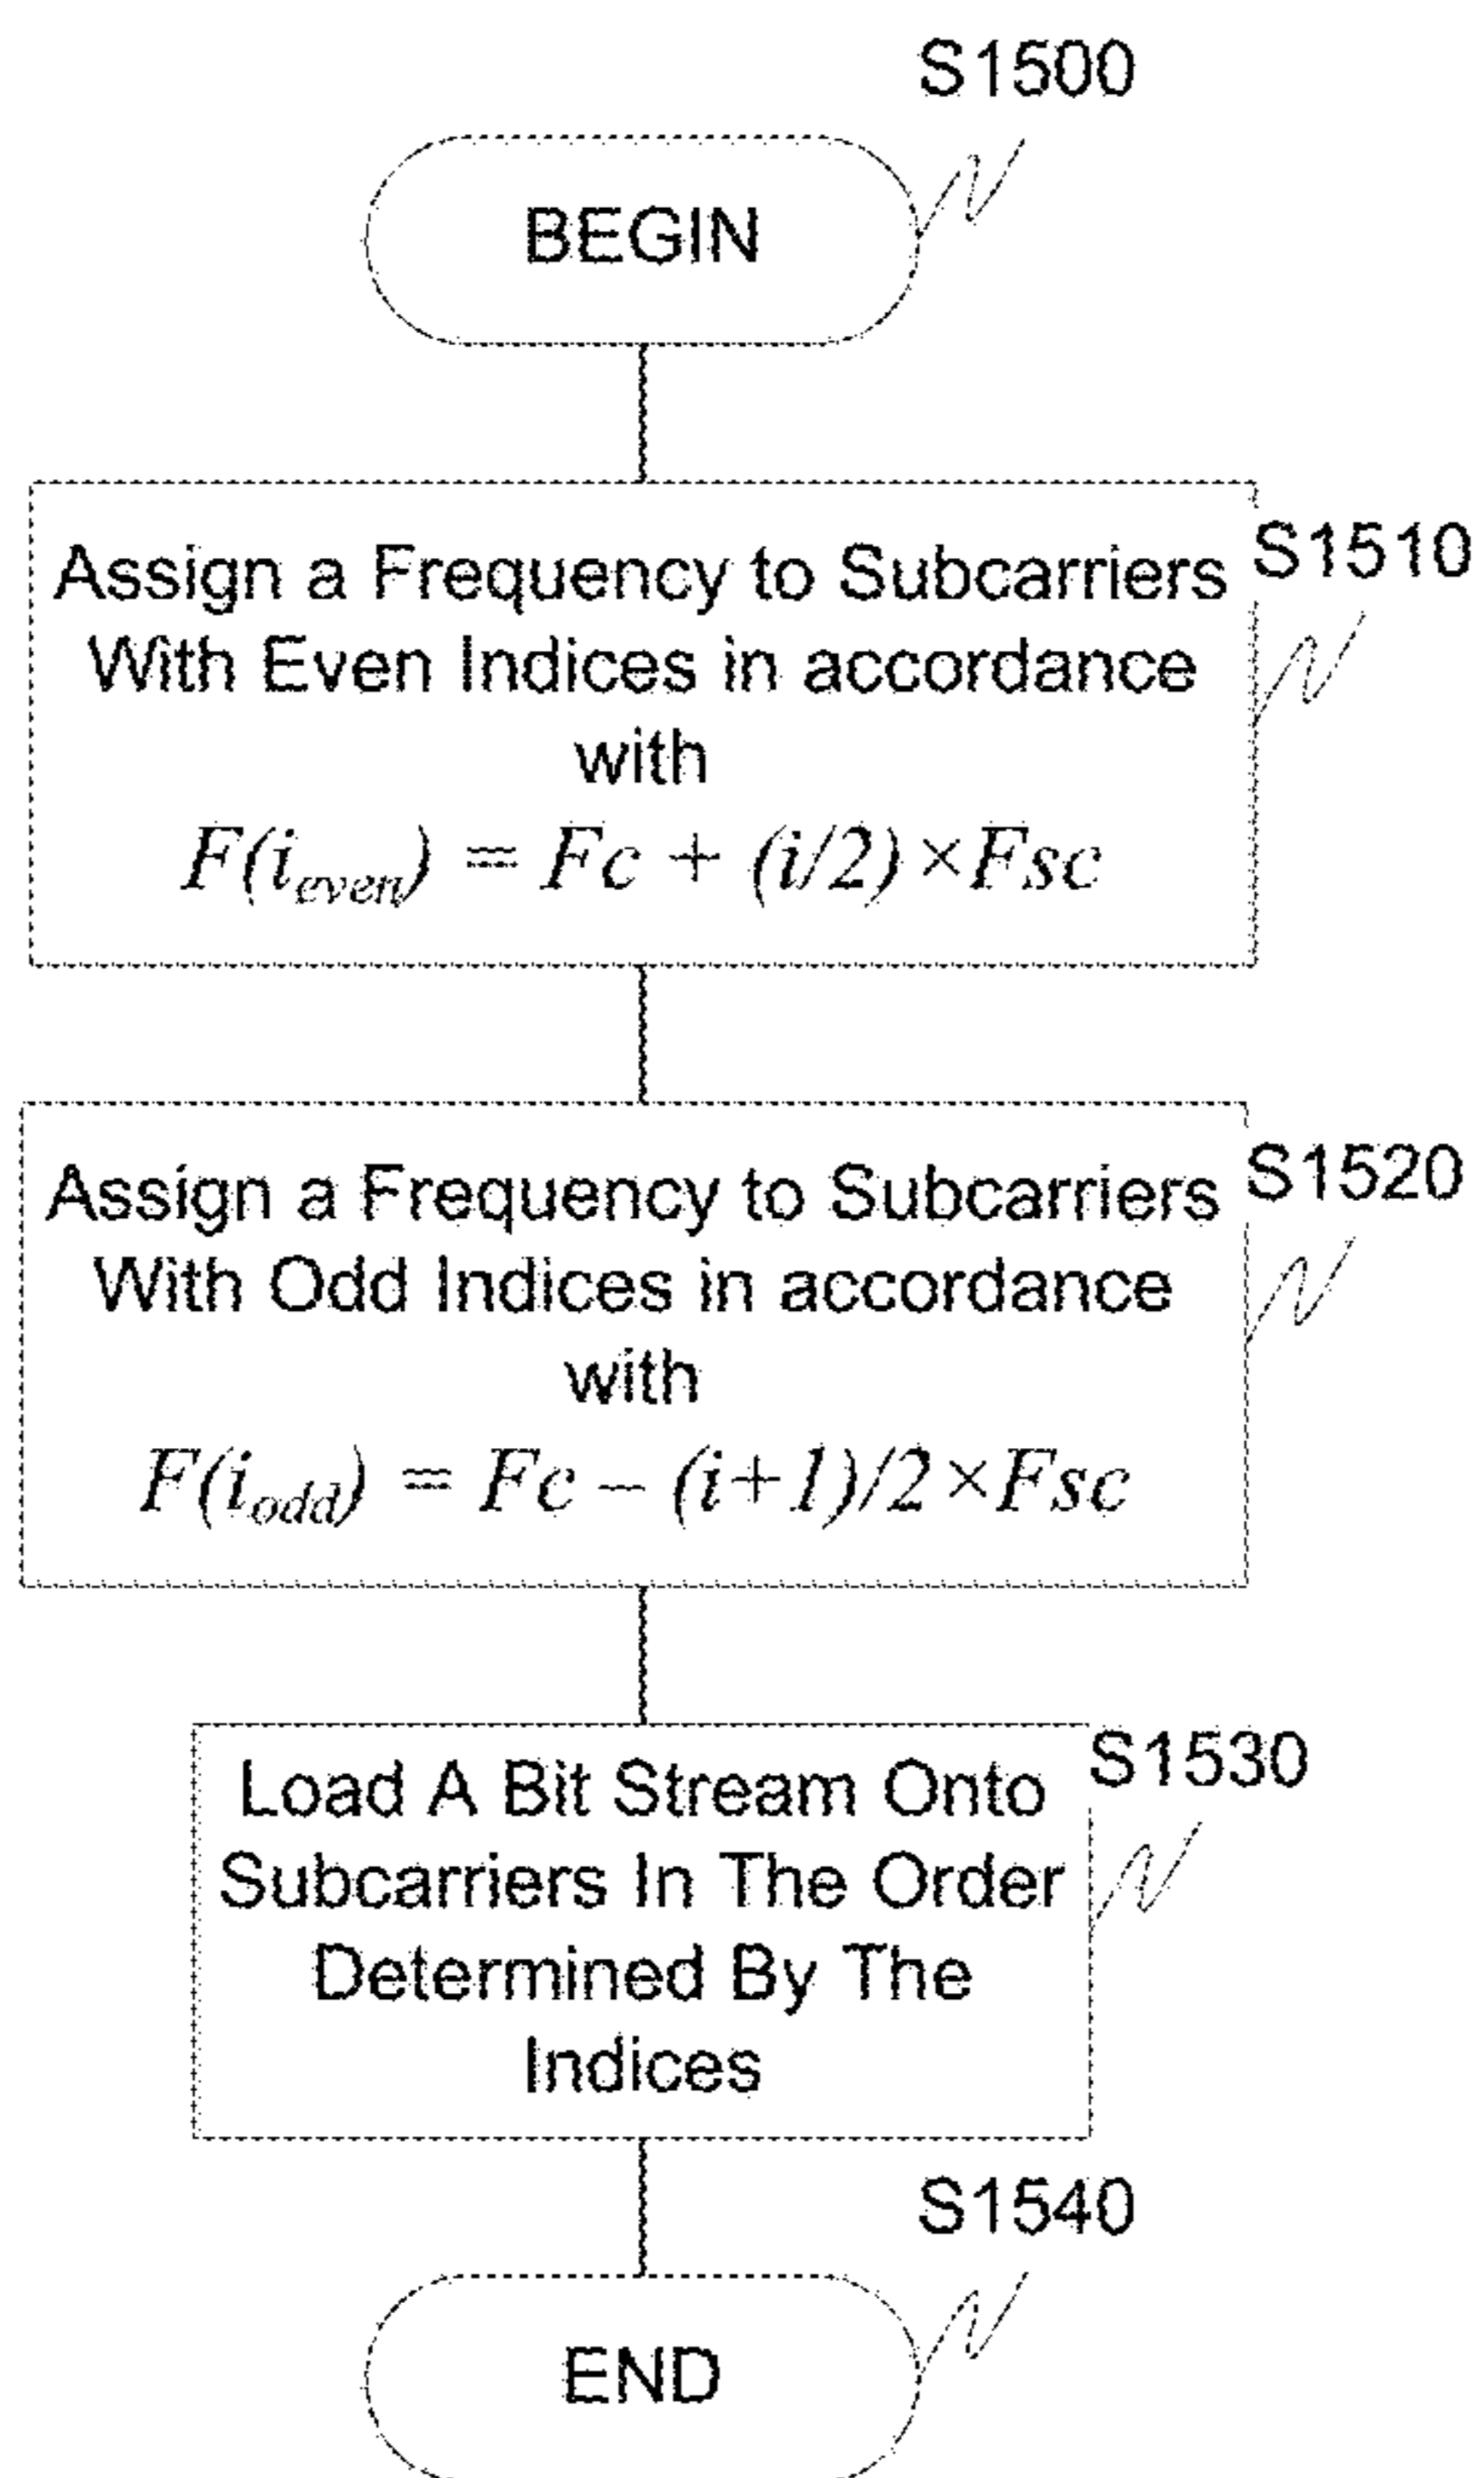 S1500
BEGIN
Assign a Frequency to Subcarriers
With Even Indices in accordance
with
F(i_even) = Fc + (i/2)×Fsc
S1510
Assign a Frequency to Subcarriers
With Odd Indices in accordance
with
F(i_odd) = Fc – (i+1)/2×Fsc
S1520
Load A Bit Stream Onto
Subcarriers In The Order
Determined By The
Indices
S1530
S1540
END